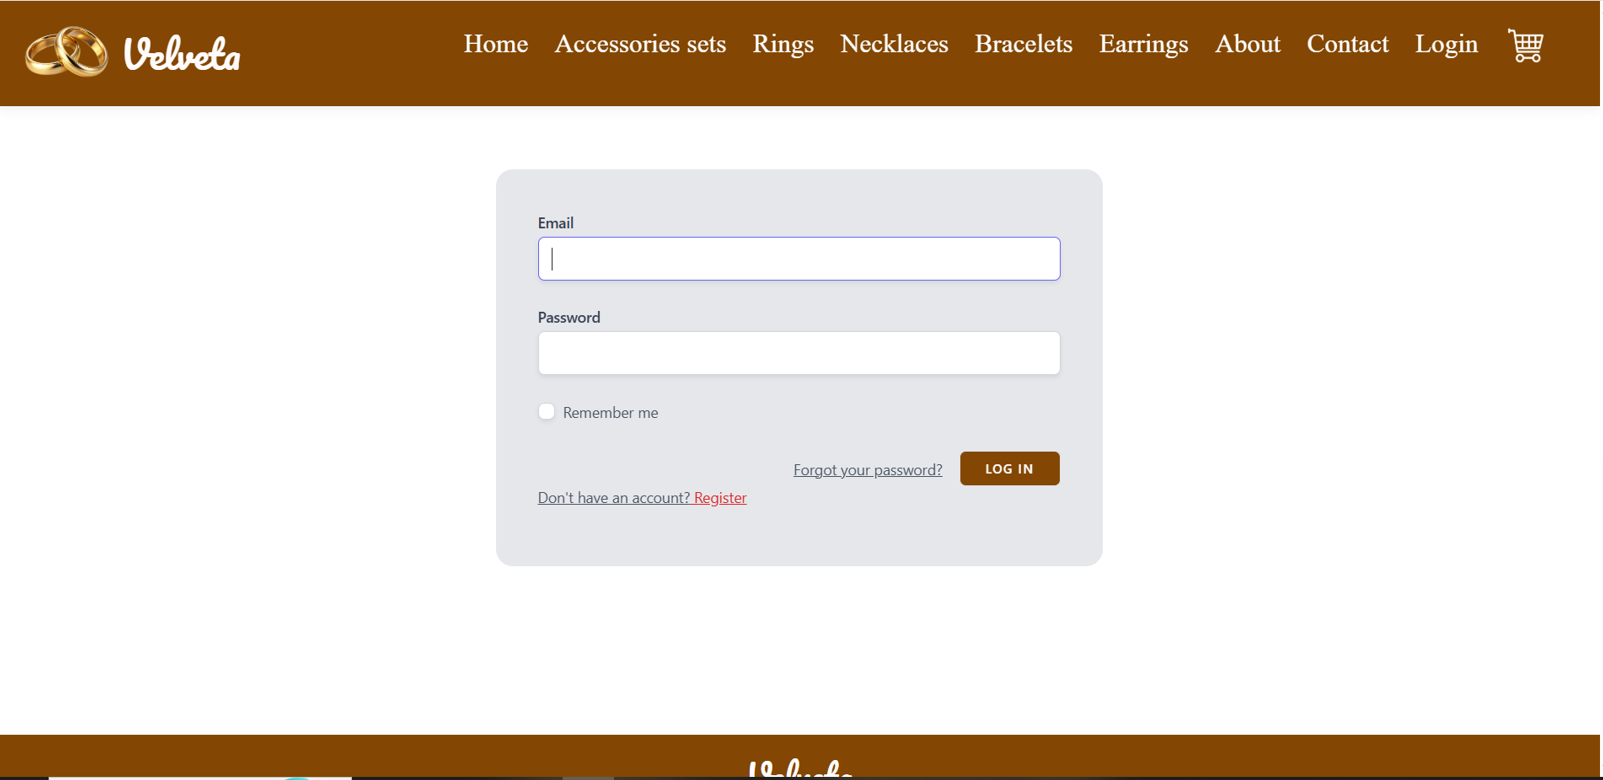 Velveta
Home Accessories sets Rings Necklaces Bracelets Earrings About Contact Login
Email
Password
Remember me
Forgot your password? LOG IN
Don't have an account? Register
Velveta